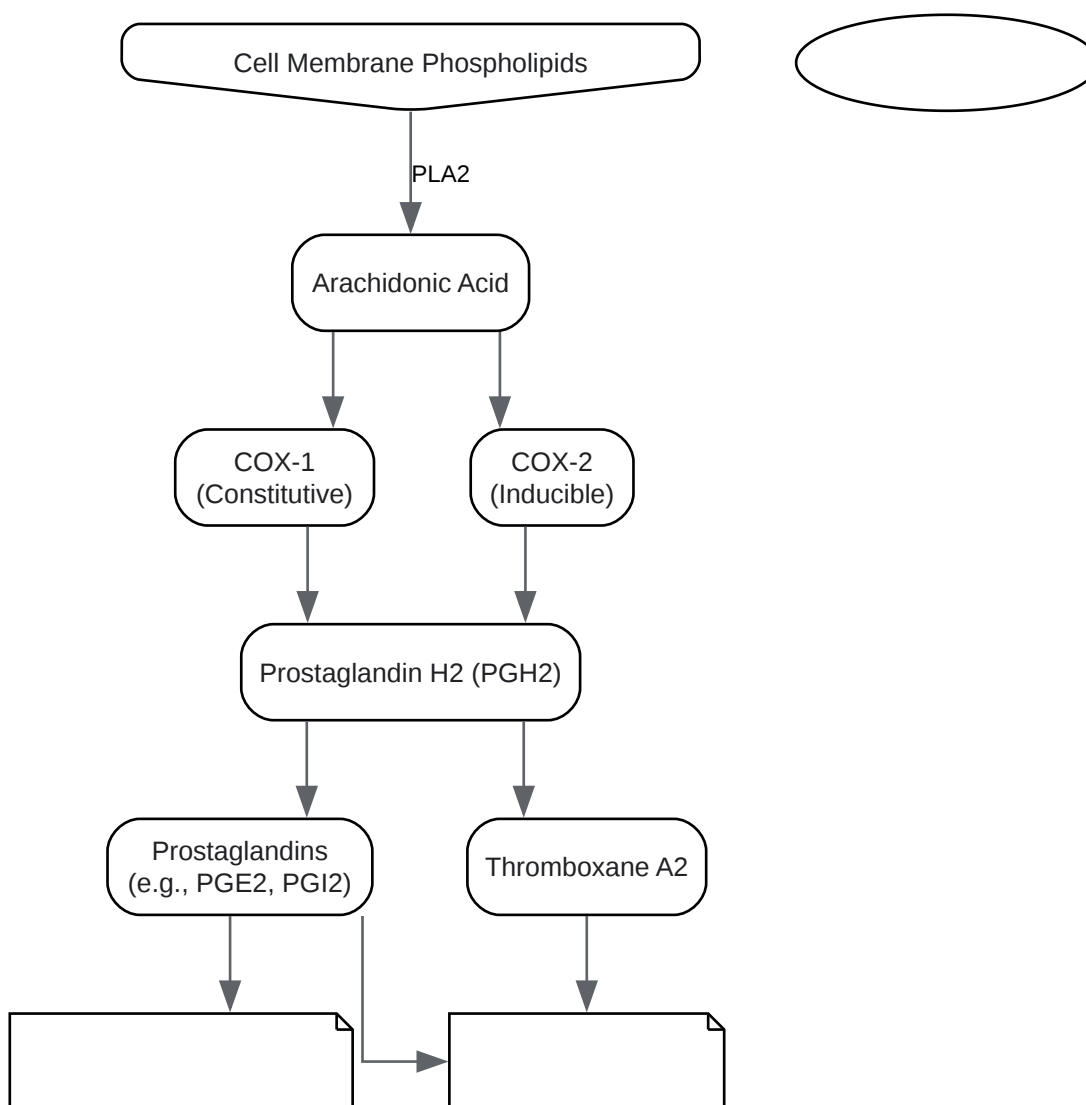 Cell Membrane Phospholipids
PLA2
Arachidonic Acid
COX-1
(Constitutive)
COX-2
(Inducible)
Prostaglandin H2 (PGH2)
Prostaglandins
(e.g., PGE2, PGI2)
Thromboxane A2